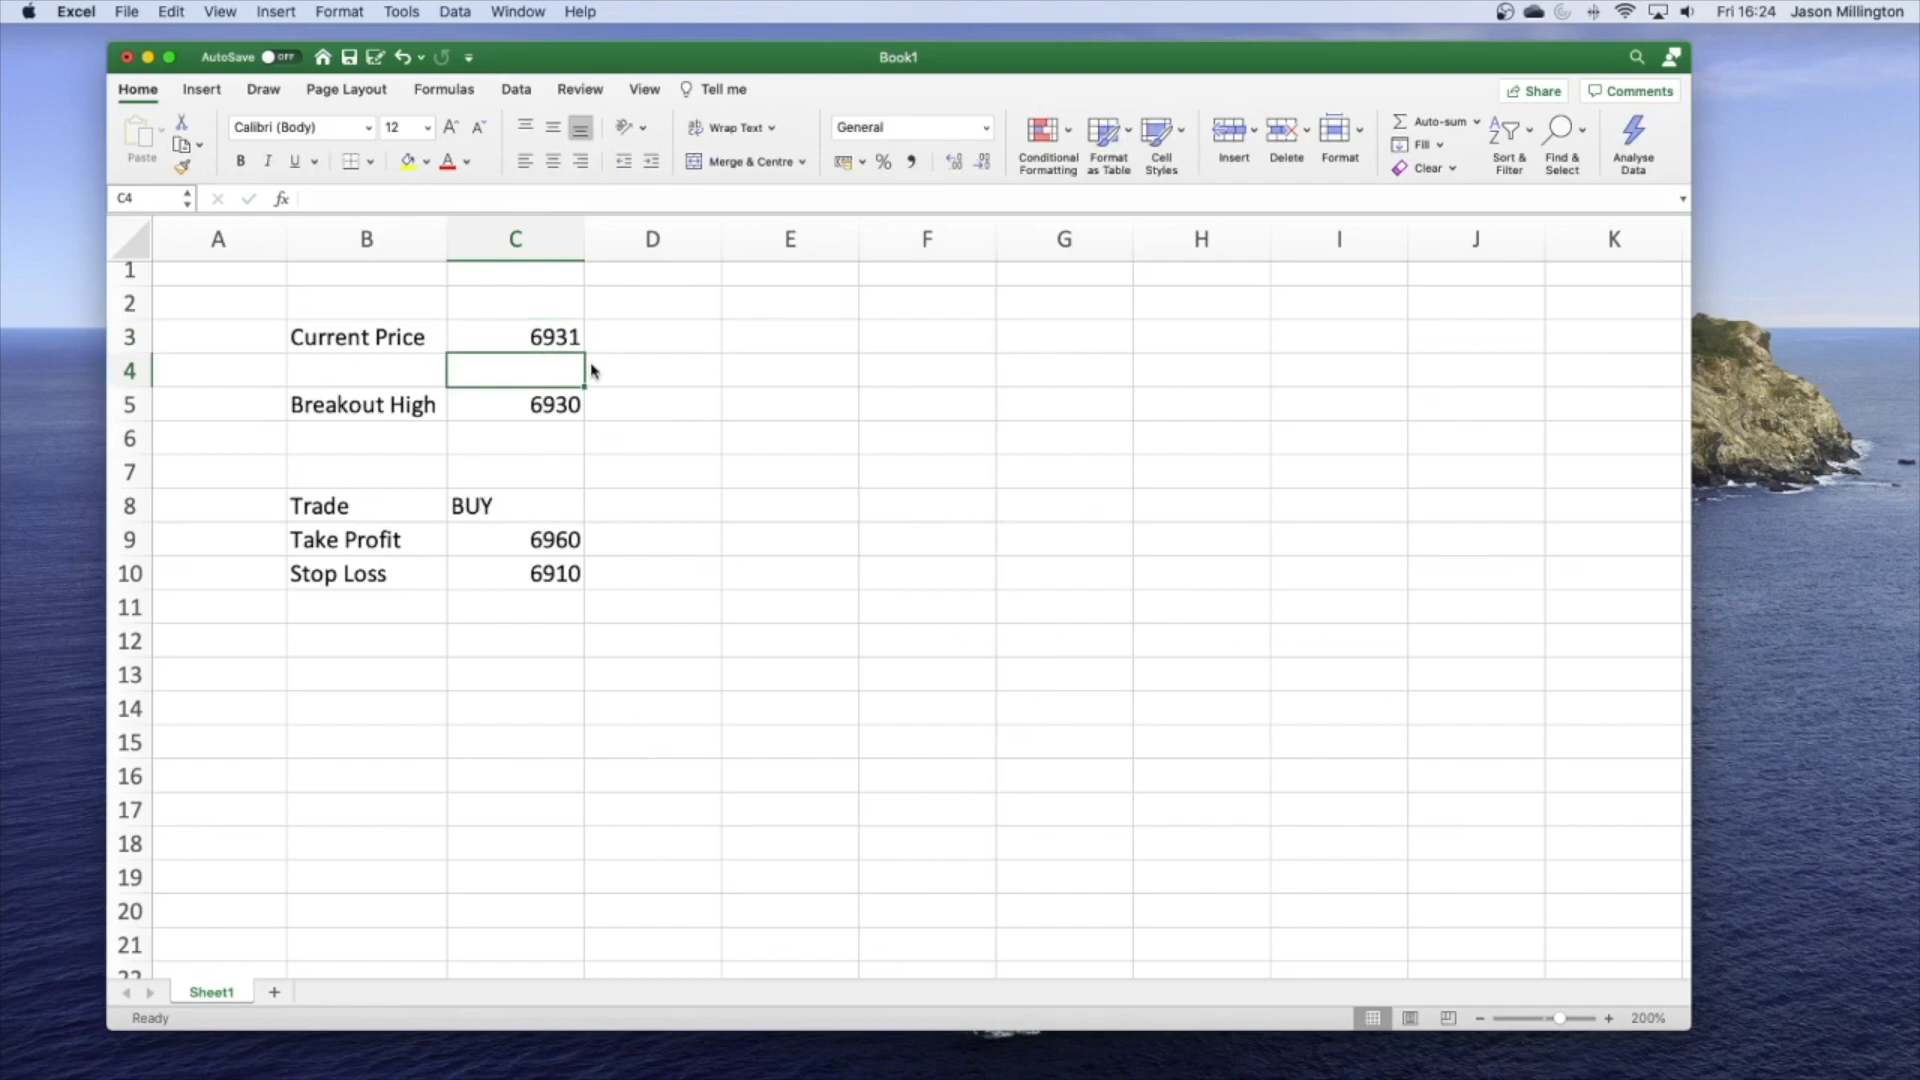 Excel File Edit View Insert Format Tools Data Window Help Fri 16:24 Jason Millington
AutoSave OFF Book1
Home Insert Draw Page Layout Formulas Data Review View Tell me Share Comments
Paste Calibri (Body) 12 A A Wrap Text General Conditional Formatting Format as Table Cell Styles Insert Delete Format Auto-sum Sort & Filter Find & Select Analyse Data
B I U A Merge & Centre % Fill
Clear
C4 fx
A B C D E F G H I J K
1
2
3 Current Price 6931
4
5 Breakout High 6930
6
7
8 Trade BUY
9 Take Profit 6960
10 Stop Loss 6910
11
12
13
14
15
16
17
18
19
20
21
22
Sheet1 +
Ready 200%